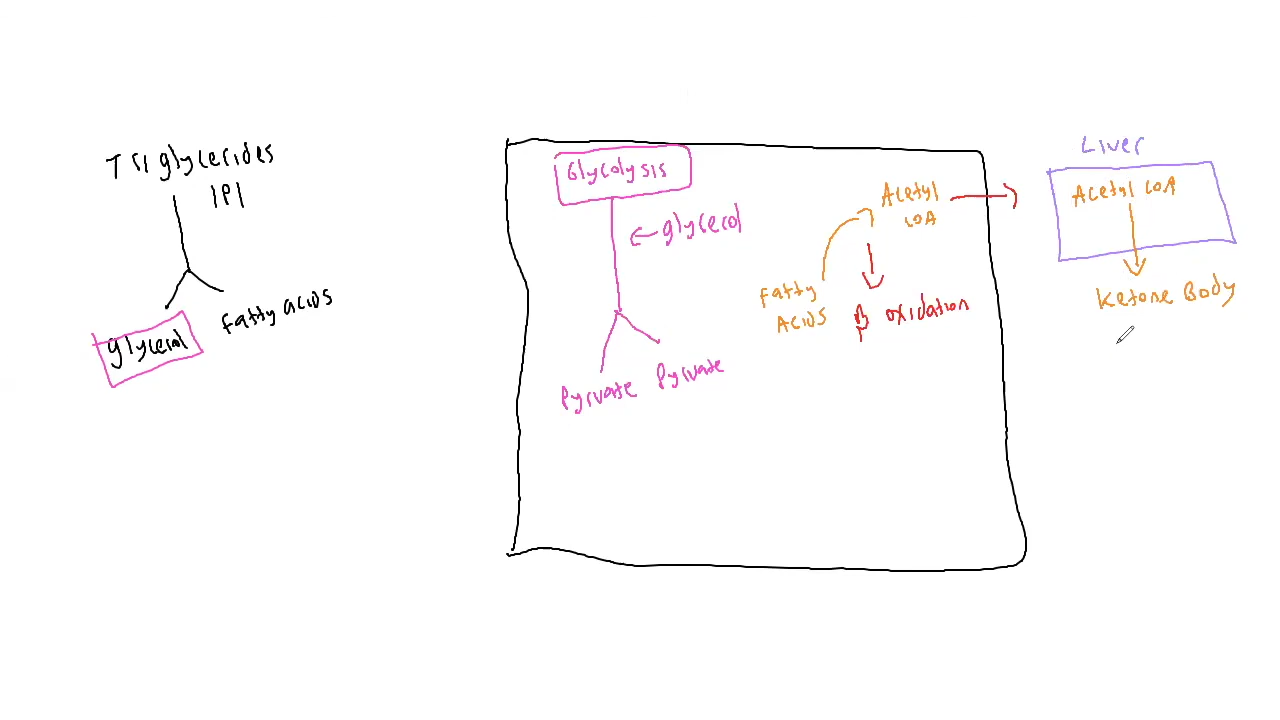 Triglycerides
glycerol
fatty acids
Glycolysis
glycerol
Pyruvate Pyruvate
Acetyl
COA
Fatty
ACIDS
β oxidation
Liver
Acetyl COA
Ketone Body